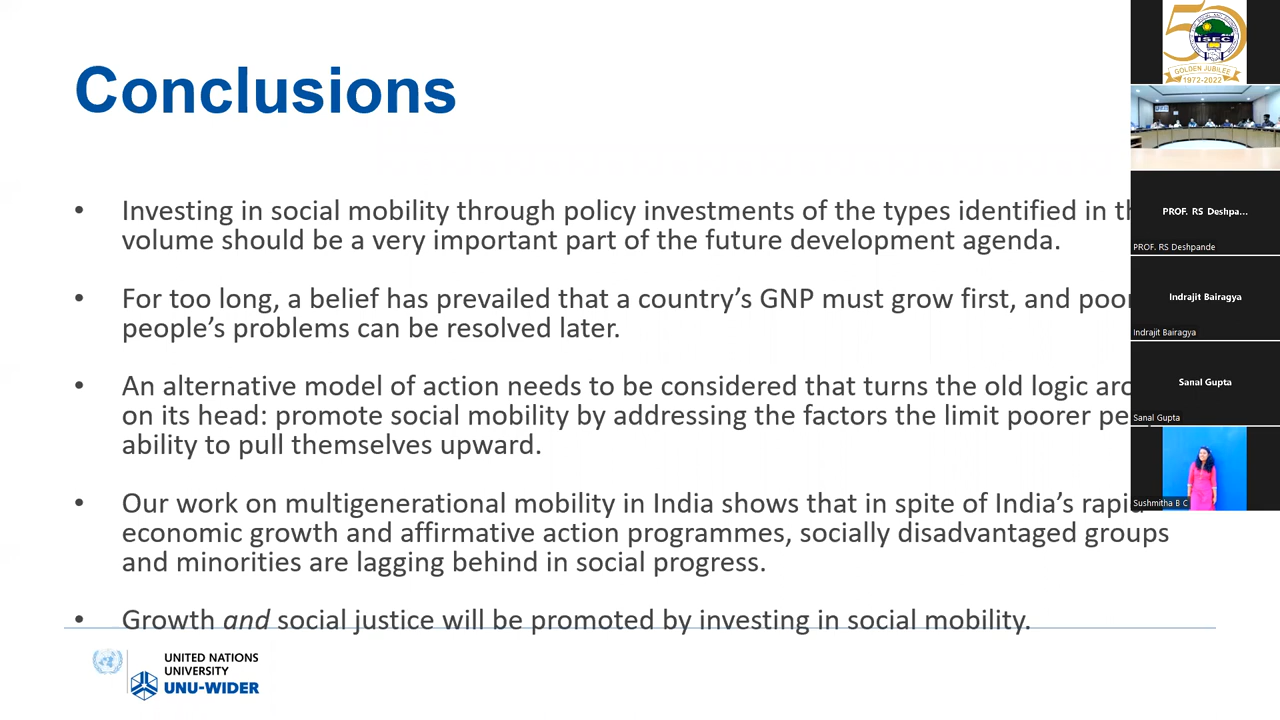 Conclusions
• Investing in social mobility through policy investments of the types identified in th
volume should be a very important part of the future development agenda.
• For too long, a belief has prevailed that a country's GNP must grow first, and poor
people's problems can be resolved later.
• An alternative model of action needs to be considered that turns the old logic aro
on its head: promote social mobility by addressing the factors the limit poorer pe
ability to pull themselves upward.
• Our work on multigenerational mobility in India shows that in spite of India's rapid
economic growth and affirmative action programmes, socially disadvantaged groups
and minorities are lagging behind in social progress.
• Growth and social justice will be promoted by investing in social mobility.
UNITED NATIONS
UNIVERSITY
UNU-WIDER
50
ISEC
GOLDEN JUBILEE
1972-2022
PROF. RS Deshpa...
PROF. RS Deshpande
Indrajit Bairagya
Indrajit Bairagya
Sanal Gupta
Sanal Gupta
Sushmitha B C